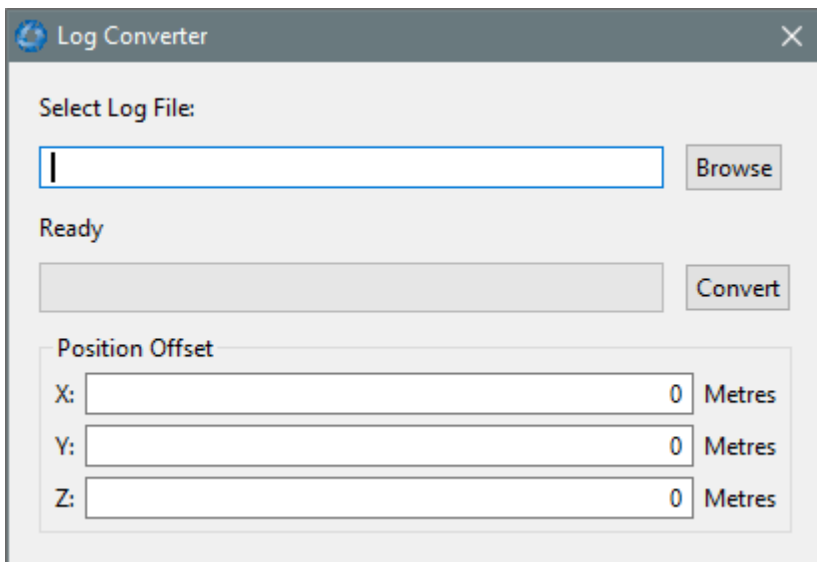 Log Converter
Select Log File:
Browse
Ready
Convert
Position Offset
X: 0 Metres
Y: 0 Metres
Z: 0 Metres